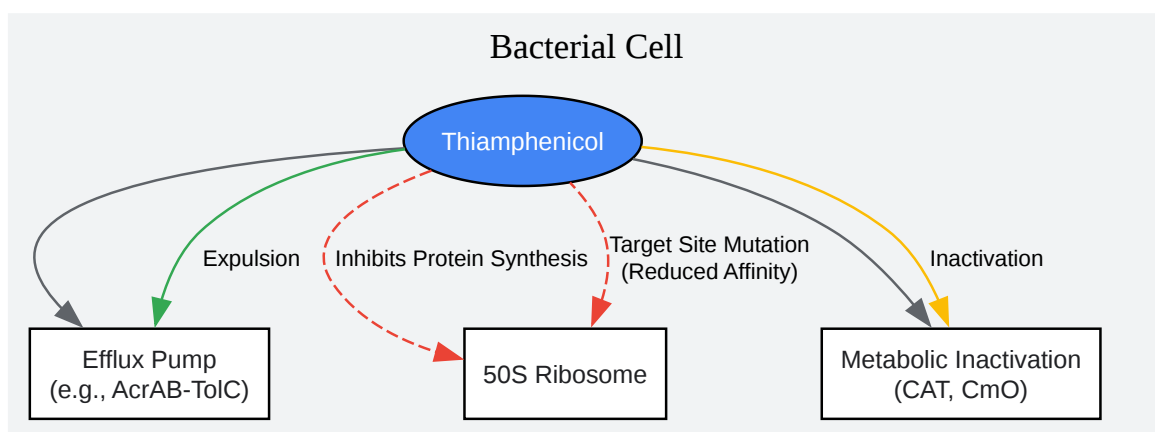 Bacterial Cell
Thiamphenicol
Expulsion
Inhibits Protein Synthesis
Target Site Mutation
(Reduced Affinity)
Inactivation
Efflux Pump
(e.g., AcrAB-TolC)
50S Ribosome
Metabolic Inactivation
(CAT, CmO)